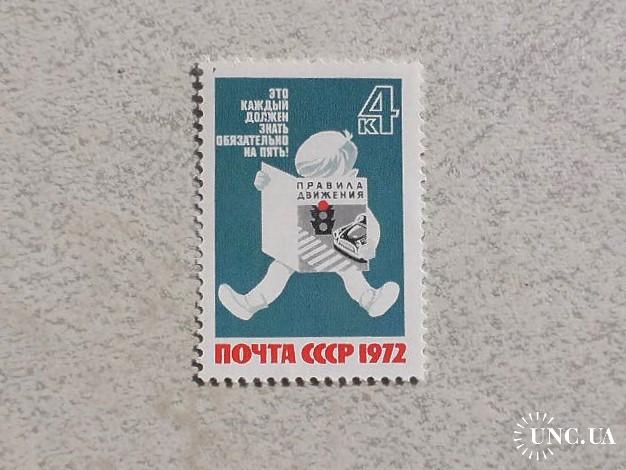 ЭТО
КАЖДЫЙ
ДОЛЖЕН
ЗНАТЬ
ОБЯЗАТЕЛЬНО
НА ПЯТЬ!
4
К
ПРАВИЛА
ДВИЖЕНИЯ
ПОЧТА СССР 1972
UNC.UA